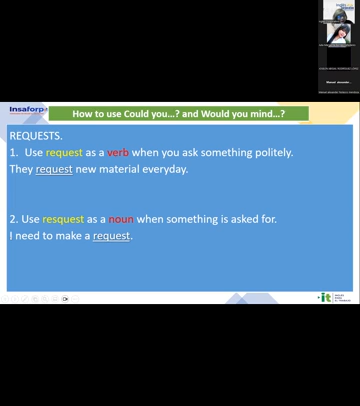 Insaforp
How to use Could you...? and Would you mind...?
REQUESTS.
1. Use request as a verb when you ask something politely.
They request new material everyday.
2. Use resquest as a noun when something is asked for.
I need to make a request.
it